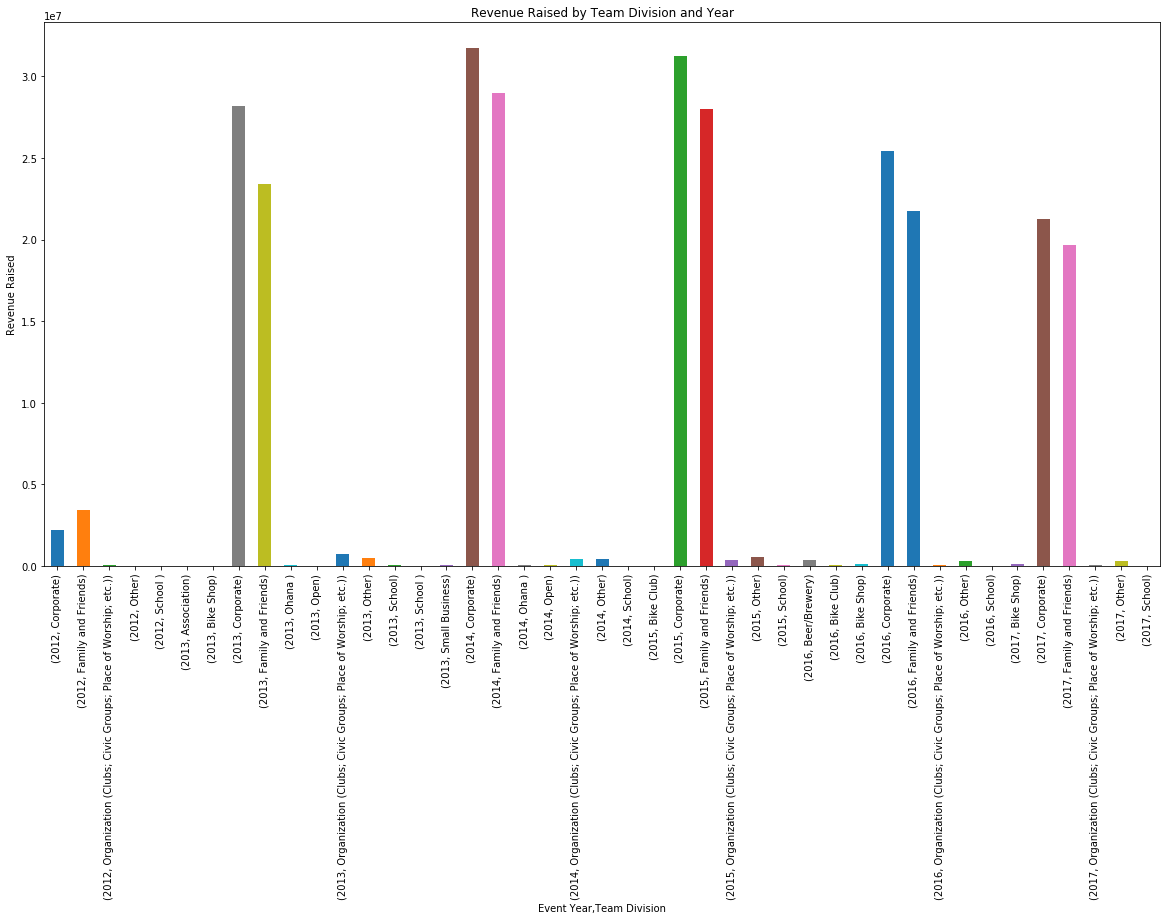 Revenue Raised by Team Division and Year
1e7
3.0
2.5
2.0
1.5
1.0
0.5
0.0
Revenue Raised
(2012, Corporate)
(2012, Family and Friends)
(2012, Organization (Clubs; Civic Groups; Place of Worship; etc.))
(2012, Other)
(2012, School )
(2013, Association)
(2013, Bike Shop)
(2013, Corporate)
(2013, Family and Friends)
(2013, Ohana )
(2013, Open)
(2013, Organization (Clubs; Civic Groups; Place of Worship; etc.))
(2013, Other)
(2013, School)
(2013, School )
(2013, Small Business)
(2014, Corporate)
(2014, Family and Friends)
(2014, Ohana )
(2014, Open)
(2014, Organization (Clubs; Civic Groups; Place of Worship; etc.))
(2014, Other)
(2014, School)
(2015, Bike Club)
(2015, Corporate)
(2015, Family and Friends)
(2015, Organization (Clubs; Civic Groups; Place of Worship; etc.))
(2015, Other)
(2015, School)
(2016, Beer/Brewery)
(2016, Bike Club)
(2016, Bike Shop)
(2016, Corporate)
(2016, Family and Friends)
(2016, Organization (Clubs; Civic Groups; Place of Worship; etc.))
(2016, Other)
(2016, School)
(2017, Bike Shop)
(2017, Corporate)
(2017, Family and Friends)
(2017, Organization (Clubs; Civic Groups; Place of Worship; etc.))
(2017, Other)
(2017, School)
Event Year,Team Division